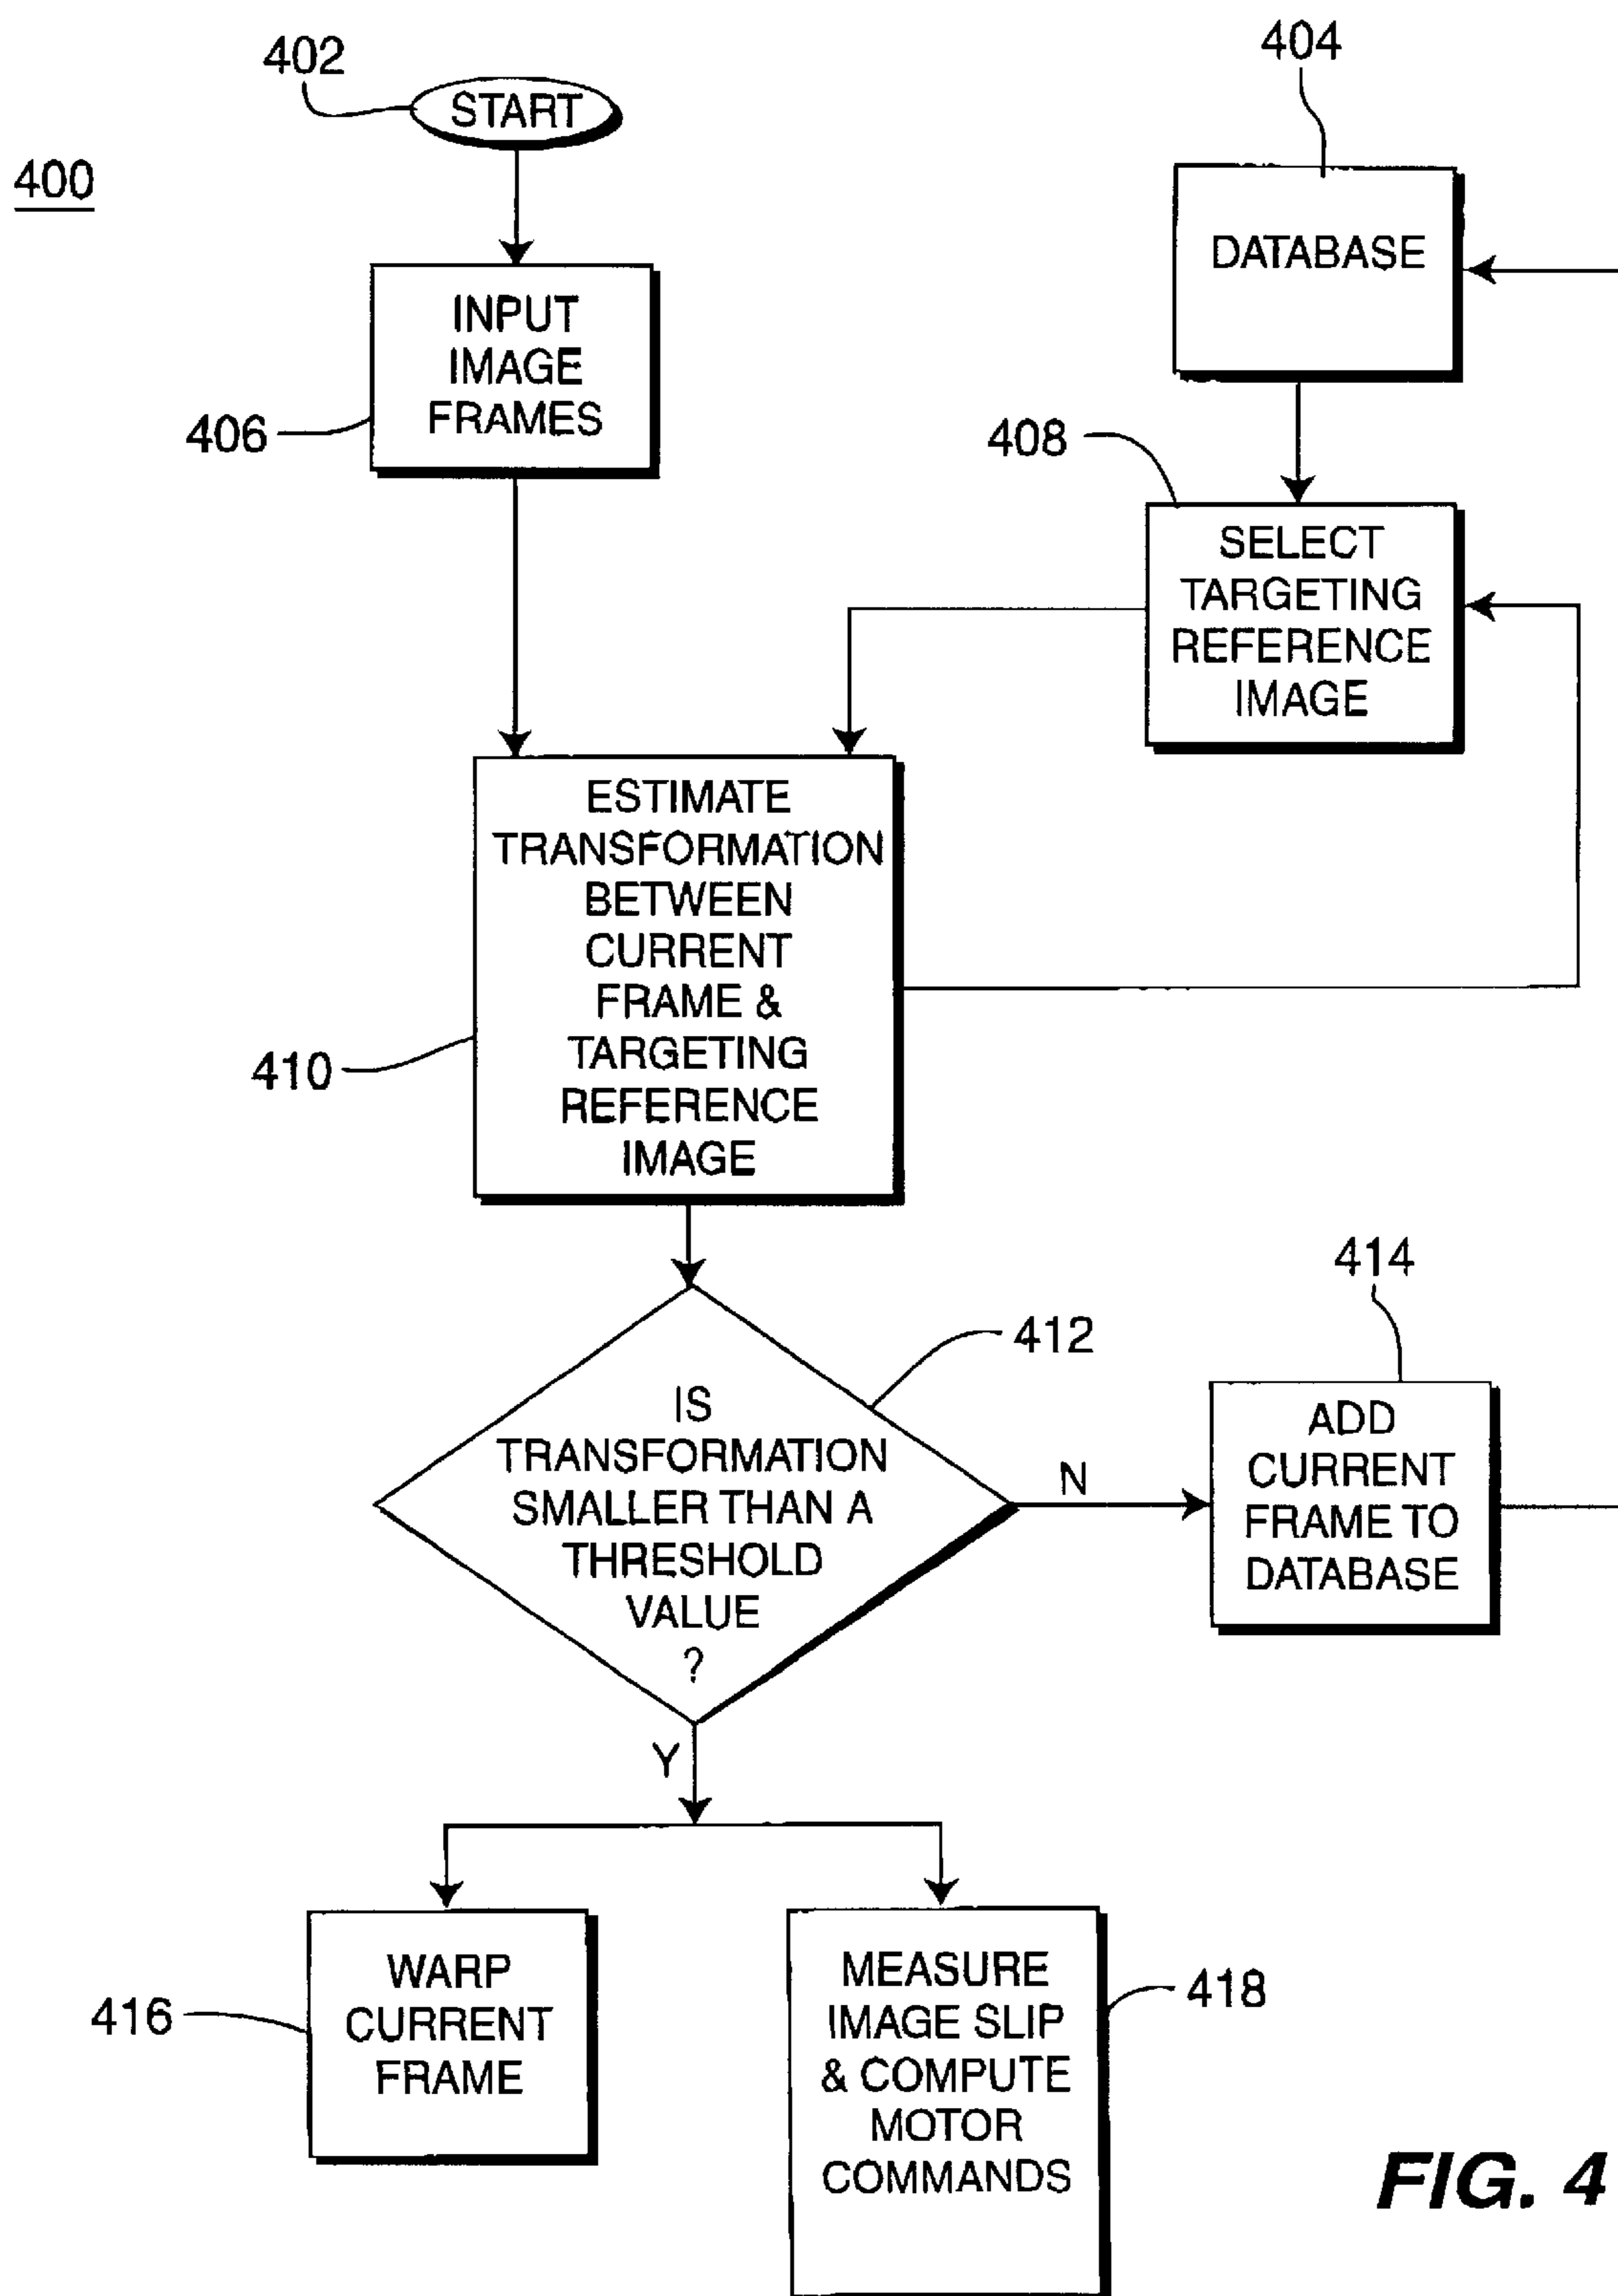 400
402
START
404
DATABASE
406
INPUT
IMAGE
FRAMES
408
SELECT
TARGETING
REFERENCE
IMAGE
410
ESTIMATE
TRANSFORMATION
BETWEEN
CURRENT
FRAME &
TARGETING
REFERENCE
IMAGE
412
IS
TRANSFORMATION
SMALLER THAN A
THRESHOLD
VALUE
?
N
414
ADD
CURRENT
FRAME TO
DATABASE
Y
416
WARP
CURRENT
FRAME
418
MEASURE
IMAGE SLIP
& COMPUTE
MOTOR
COMMANDS
FIG. 4